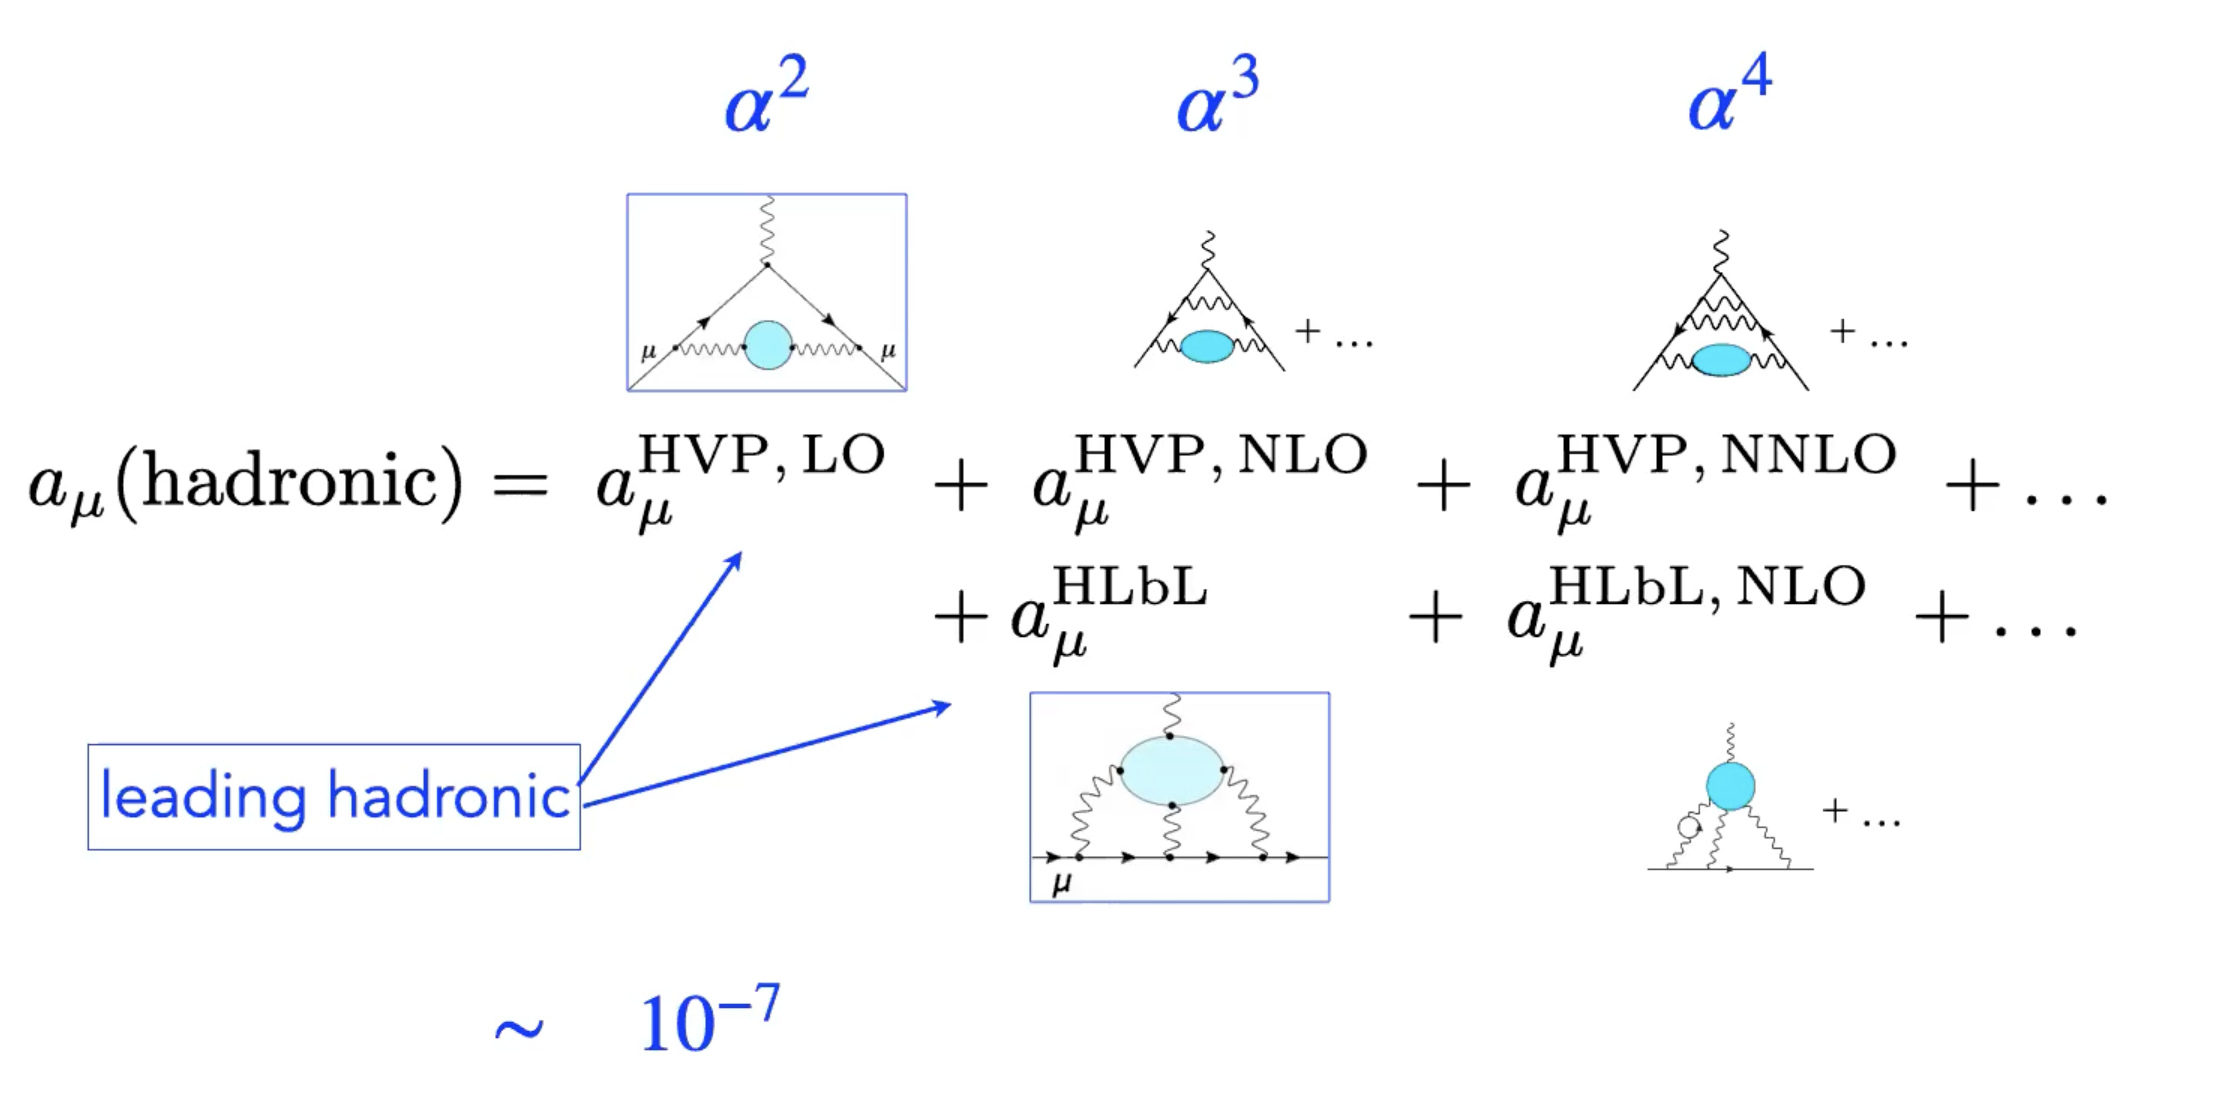 α² α³ α⁴
μ μ + ... + ...
a_μ(hadronic) = a_μ^{HVP, LO} + a_μ^{HVP, NLO} + a_μ^{HVP, NNLO} + ...
+ a_μ^{HLbL} + a_μ^{HLbL, NLO} + ...
leading hadronic
μ + ...
~ 10⁻⁷